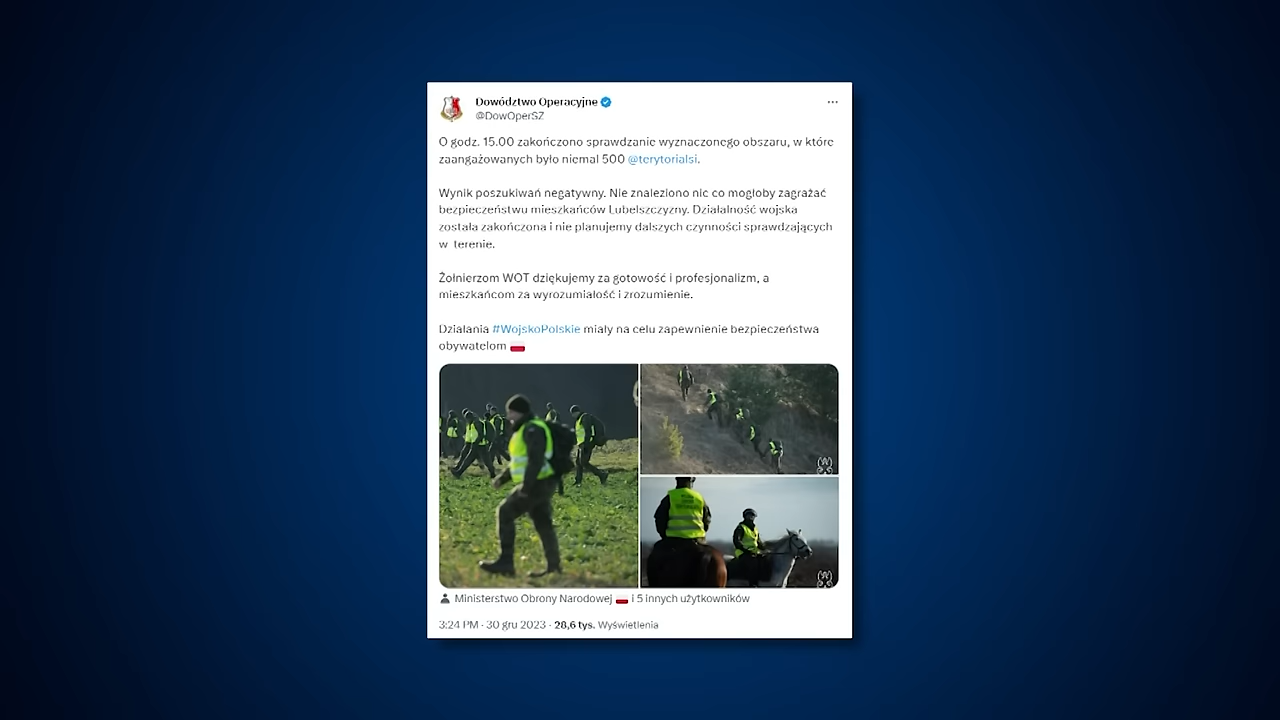 Dowództwo Operacyjne
@DowOperSZ
O godz. 15.00 zakończono sprawdzanie wyznaczonego obszaru, w które
zaangażowanych było niemal 500 @terytorialsi.
Wynik poszukiwań negatywny. Nie znaleziono nic co mogłoby zagrażać
bezpieczeństwu mieszkańców Lubelszczyzny. Działalność wojska
została zakończona i nie planujemy dalszych czynności sprawdzających
w terenie.
Żołnierzom WOT dziękujemy za gotowość i profesjonalizm, a
mieszkańcom za wyrozumiałość i zrozumienie.
Działania #WojskoPolskie miały na celu zapewnienie bezpieczeństwa
obywatelom 🇵🇱
Ministerstwo Obrony Narodowej 🇵🇱 i 5 innych użytkowników
3:24 PM · 30 gru 2023 · 28,6 tys. Wyświetlenia